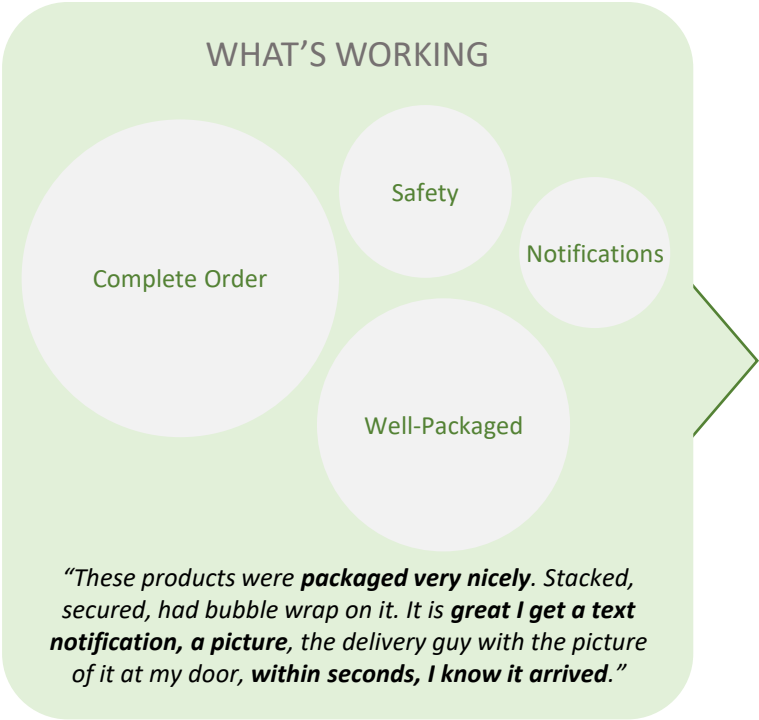 WHAT’S WORKING
Safety
Notifications
Complete Order
Well-Packaged
“These products were packaged very nicely. Stacked,
secured, had bubble wrap on it. It is great I get a text
notification, a picture, the delivery guy with the picture
of it at my door, within seconds, I know it arrived.”